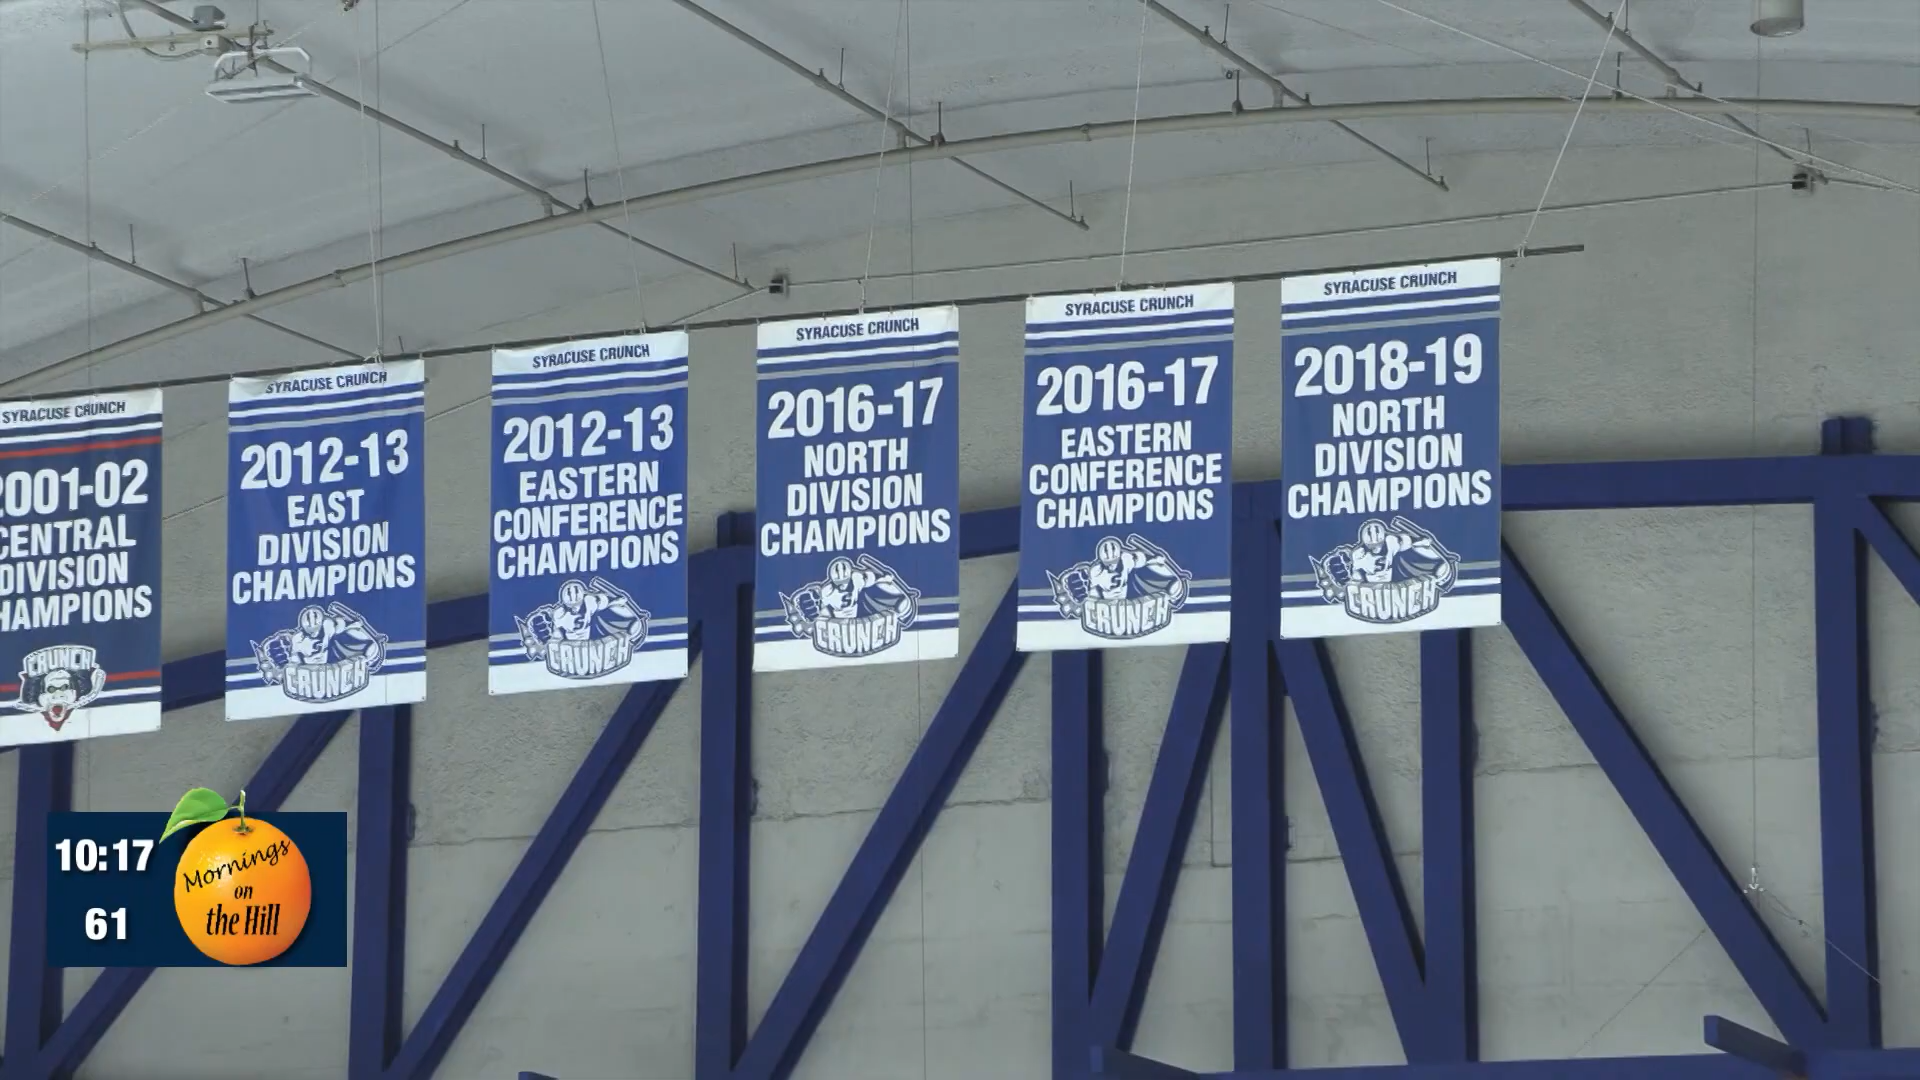 SYRACUSE CRUNCH
2001-02
CENTRAL
DIVISION
CHAMPIONS
CRUNCH
SYRACUSE CRUNCH
2012-13
EAST
DIVISION
CHAMPIONS
CRUNCH
SYRACUSE CRUNCH
2012-13
EASTERN
CONFERENCE
CHAMPIONS
S
CRUNCH
SYRACUSE CRUNCH
2016-17
NORTH
DIVISION
CHAMPIONS
S
CRUNCH
SYRACUSE CRUNCH
2016-17
EASTERN
CONFERENCE
CHAMPIONS
S
CRUNCH
SYRACUSE CRUNCH
2018-19
NORTH
DIVISION
CHAMPIONS
S
CRUNCH
10:17
61
Mornings
on
the Hill